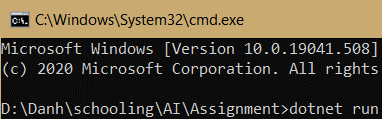 C:\Windows\System32\cmd.exe
Microsoft Windows [Version 10.0.19041.508]
(c) 2020 Microsoft Corporation. All rights
D:\Danh\schooling\AI\Assignment>dotnet run